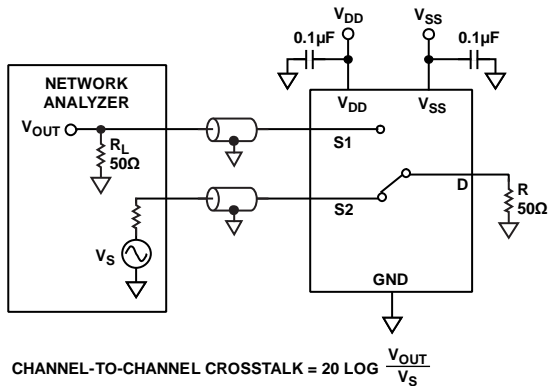 V_DD
V_SS
0.1µF
0.1µF
NETWORK
ANALYZER
V_DD
V_SS
V_OUT
S1
R_L
50Ω
S2
D
R
50Ω
V_S
GND
CHANNEL-TO-CHANNEL CROSSTALK = 20 LOG V_OUT / V_S